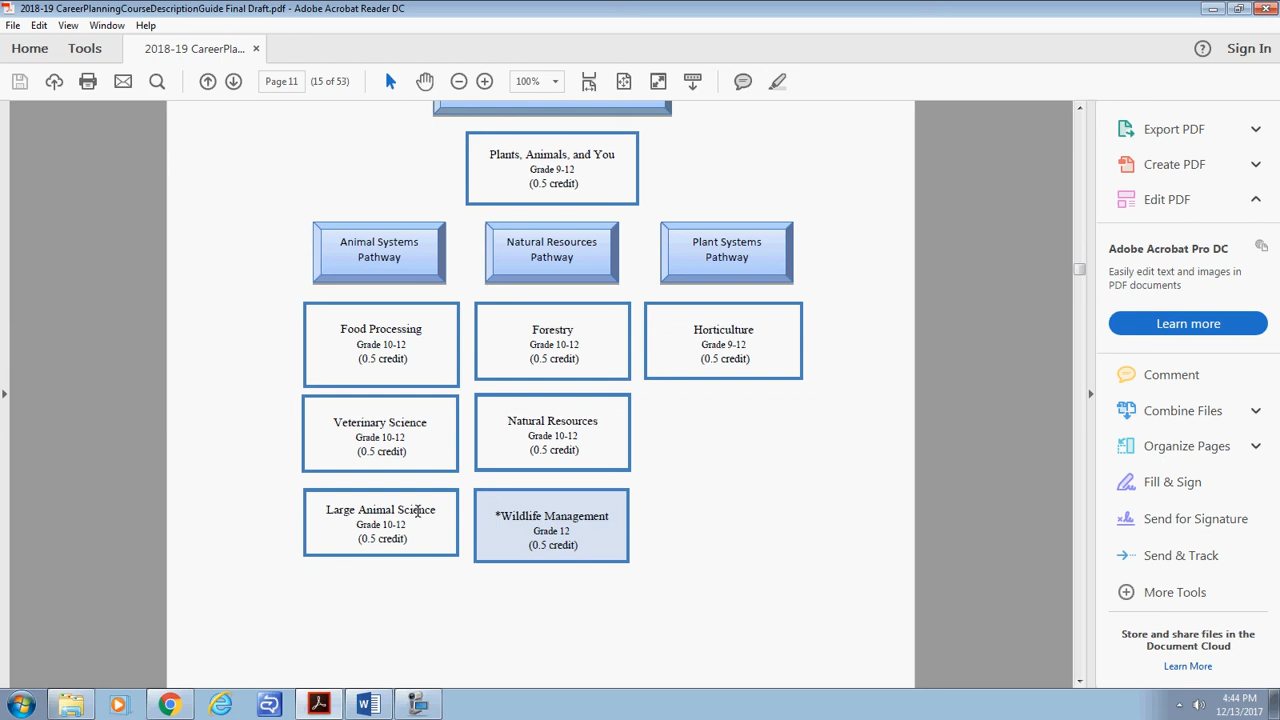 2018-19 CareerPlanningCourseDescriptionGuide Final Draft.pdf - Adobe Acrobat Reader DC
File Edit View Window Help
Home Tools 2018-19 CareerPla... × Sign In
Page11 (15 of 53) 100%
Plants, Animals, and You
Grade 9-12
(0.5 credit)
Animal Systems
Pathway
Natural Resources
Pathway
Plant Systems
Pathway
Food Processing
Grade 10-12
(0.5 credit)
Forestry
Grade 10-12
(0.5 credit)
Horticulture
Grade 9-12
(0.5 credit)
Veterinary Science
Grade 10-12
(0.5 credit)
Natural Resources
Grade 10-12
(0.5 credit)
Large Animal Science
Grade 10-12
(0.5 credit)
*Wildlife Management
Grade 12
(0.5 credit)
Export PDF
Create PDF
Edit PDF
Adobe Acrobat Pro DC
Easily edit text and images in
PDF documents
Learn more
Comment
Combine Files
Organize Pages
Fill & Sign
Send for Signature
Send & Track
More Tools
Store and share files in the
Document Cloud
Learn More
4:44 PM
12/13/2017